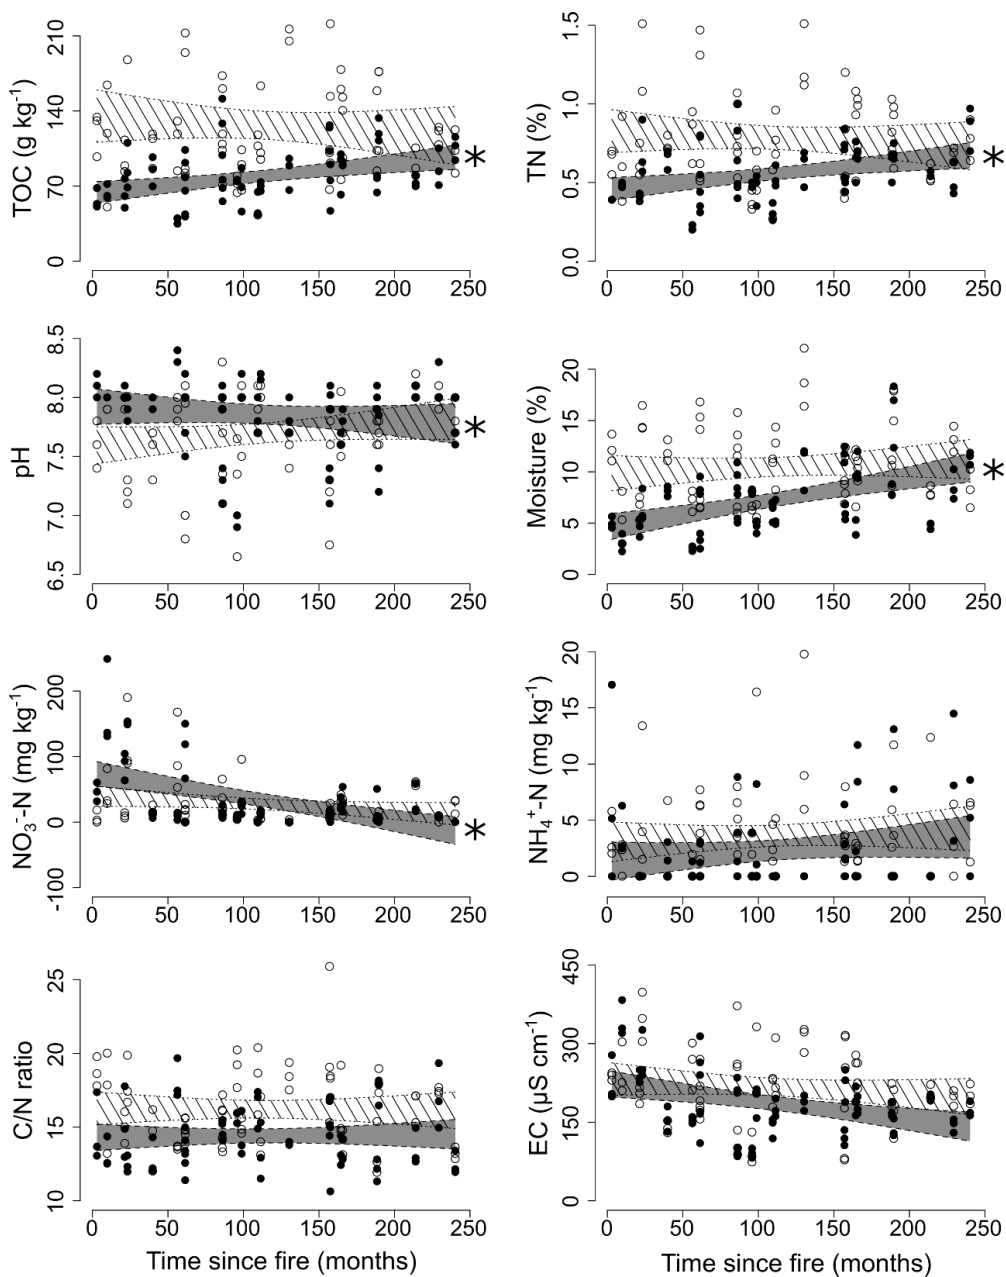 TOC (g kg⁻¹)
210
140
70
0
0 50 100 150 200 250
*
TN (%)
1.5
1.0
0.5
0.0
0 50 100 150 200 250
*
pH
8.5
8.0
7.5
7.0
6.5
0 50 100 150 200 250
*
Moisture (%)
20
15
10
5
0
0 50 100 150 200 250
*
NO₃⁻-N (mg kg⁻¹)
200
100
0
-100
0 50 100 150 200 250
*
NH₄⁺-N (mg kg⁻¹)
20
15
10
5
0
0 50 100 150 200 250
C/N ratio
25
20
15
10
0 50 100 150 200 250
Time since fire (months)
EC (µS cm⁻¹)
450
300
150
0
0 50 100 150 200 250
Time since fire (months)